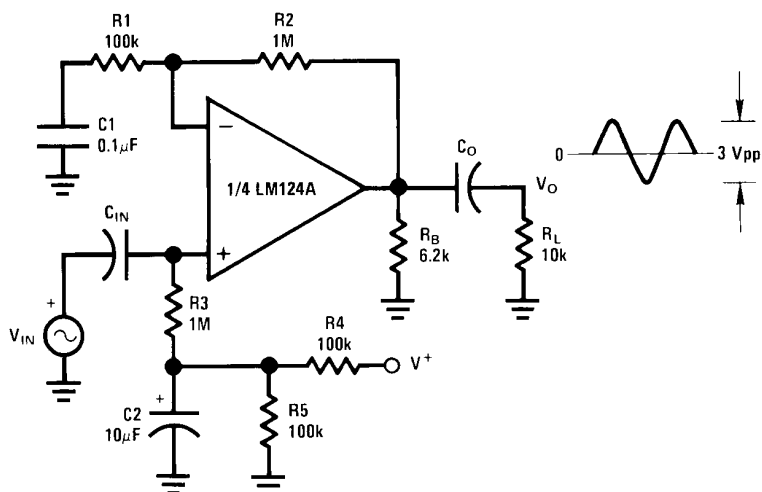 R1
100k
R2
1M
C1
0.1μF
−
1/4 LM124A
+
CO
VO
0
3 Vpp
CIN
RB
6.2k
RL
10k
+
VIN
R3
1M
R4
100k
V+
+
C2
10μF
R5
100k